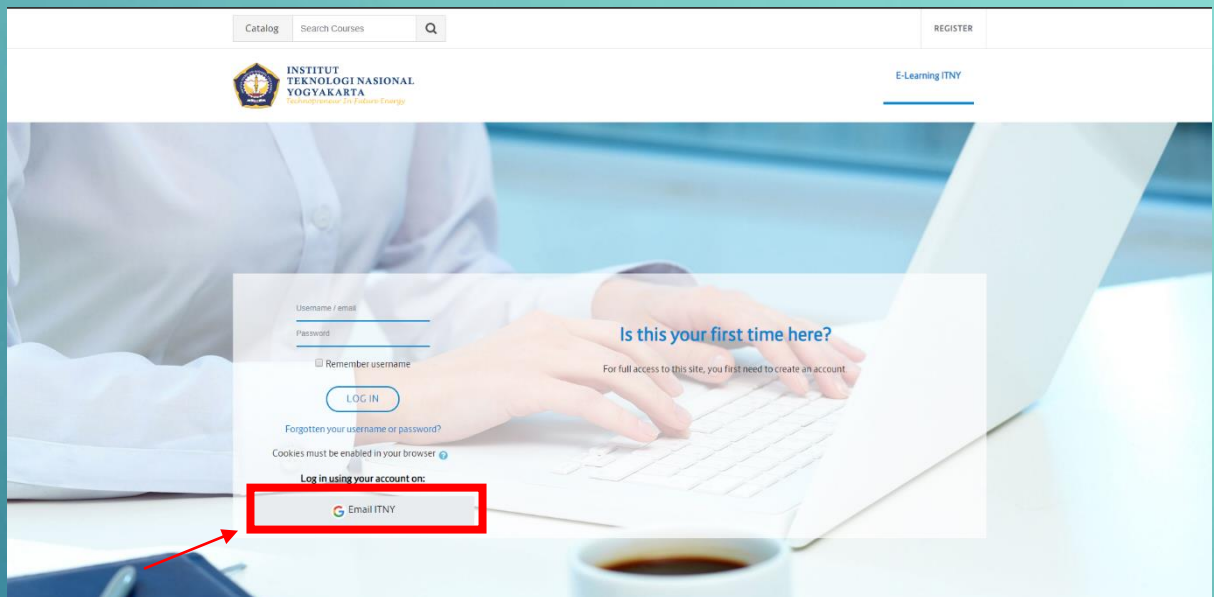 Catalog Search Courses
REGISTER
INSTITUT
TEKNOLOGI NASIONAL
YOGYAKARTA
Technopreneur In Future Energy
E-Learning ITNY
Username / email
Password
Remember username
LOG IN
Forgotten your username or password?
Cookies must be enabled in your browser ?
Log in using your account on:
G Email ITNY
Is this your first time here?
For full access to this site, you first need to create an account.